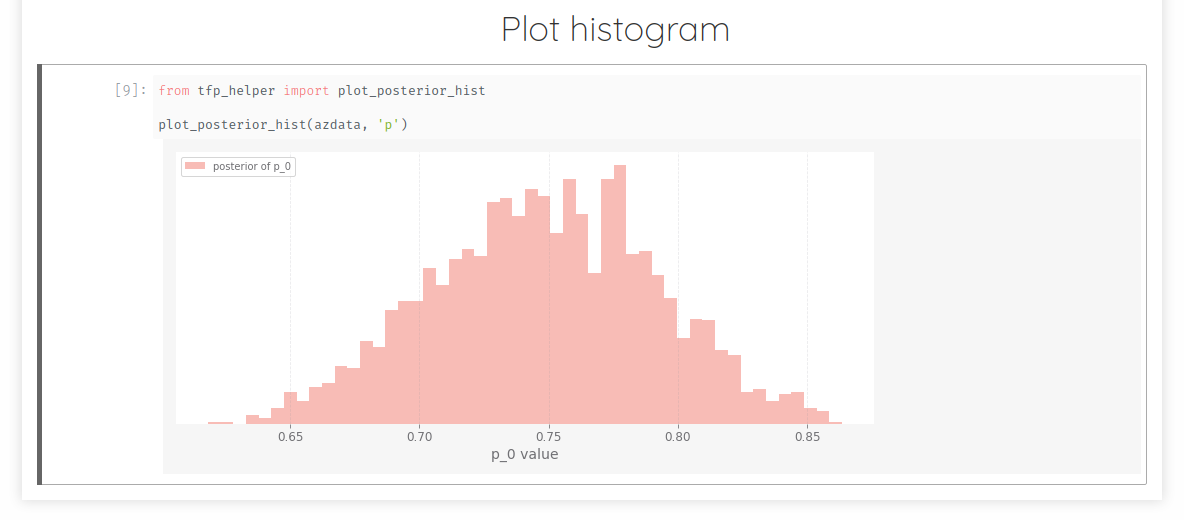 Plot histogram
[9]: from tfp_helper import plot_posterior_hist
plot_posterior_hist(azdata, 'p')
posterior of p_0
0.65 0.70 0.75 0.80 0.85
p_0 value